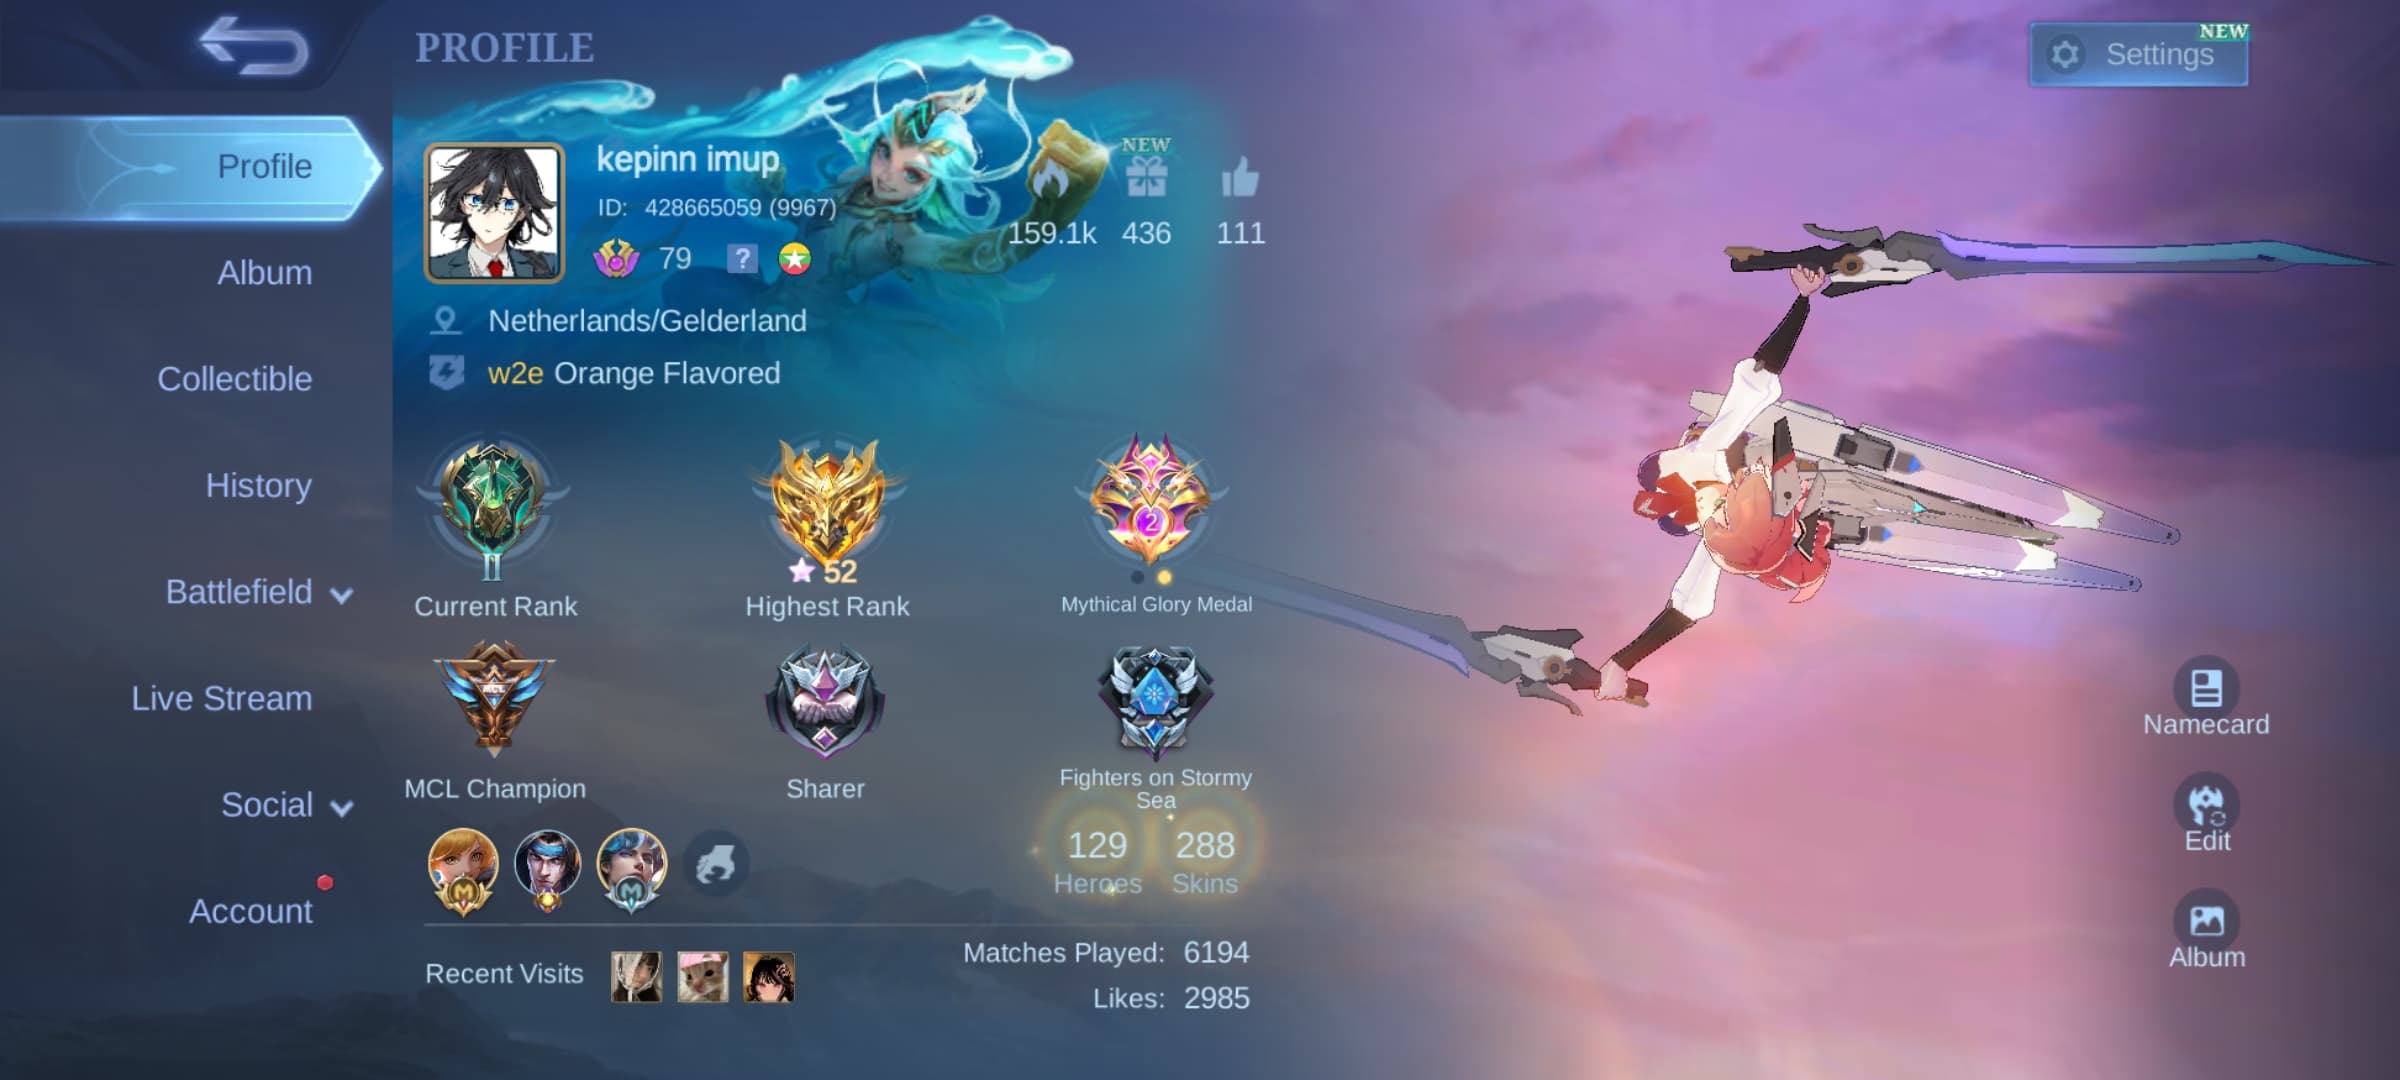 PROFILE
NEW
Settings
Profile
Album
Collectible
History
Battlefield
Live Stream
Social
Account
kepinn imup
ID: 428665059 (9967)
79
?
NEW
159.1k
436
111
Netherlands/Gelderland
w2e Orange Flavored
II
52
2
Current Rank
Highest Rank
Mythical Glory Medal
MCL
MCL Champion
Sharer
Fighters on Stormy
Sea
M
M
129
288
Heroes
Skins
Recent Visits
Matches Played: 6194
Likes: 2985
Namecard
Edit
Album